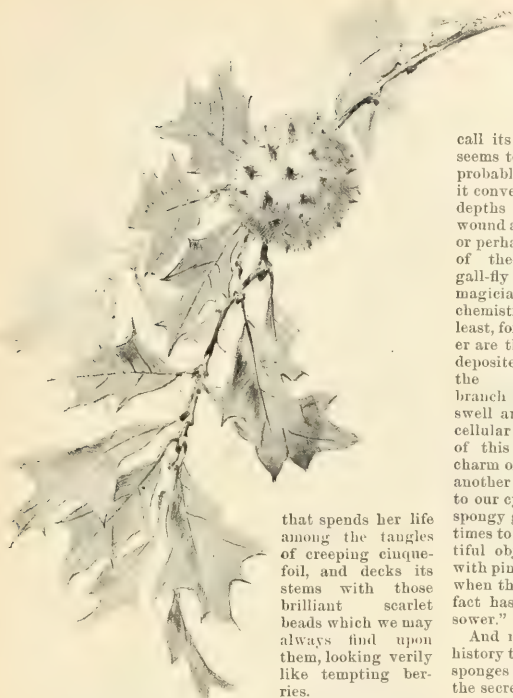 that spends her life
among the tangles
of creeping cinque-
foil, and decks its
stems with those
brilliant scarlet
beads which we may
always find upon
them, looking verily
like tempting ber-
ries.
call its
seems t
probabl
it conve
depths
wound a
or perha
of the
gall-fly
magicia
chemist
least, fo
er are th
deposite
the
branch
swell an
cellular
of this
charm o
another
to our c
spongy g
times to
tiful obj
with pin
when th
fact has
sower."
And
history t
sponges
the secre